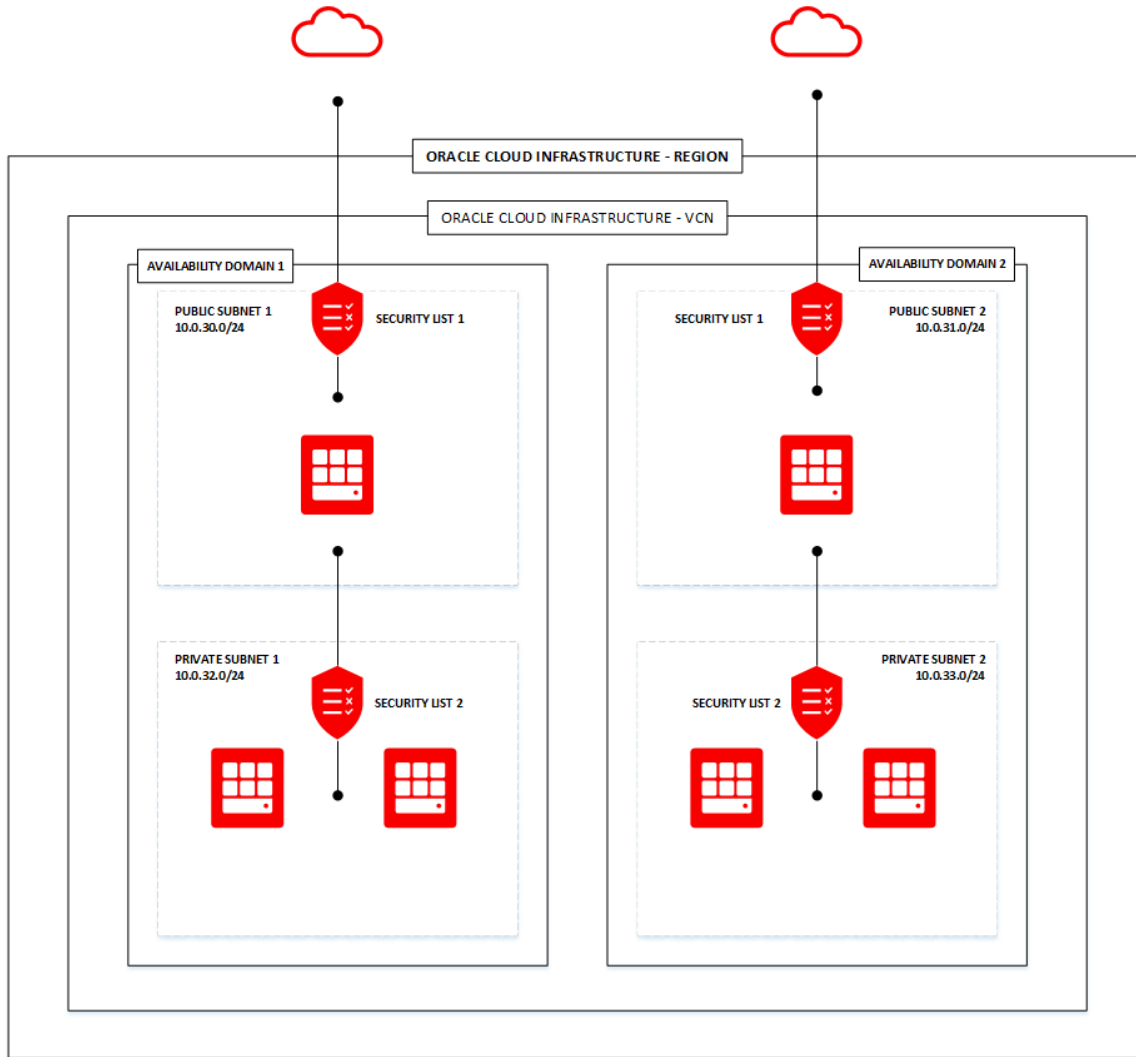 ORACLE CLOUD INFRASTRUCTURE - REGION
ORACLE CLOUD INFRASTRUCTURE - VCN
AVAILABILITY DOMAIN 1
PUBLIC SUBNET 1
10.0.30.0/24
SECURITY LIST 1
PRIVATE SUBNET 1
10.0.32.0/24
SECURITY LIST 2
AVAILABILITY DOMAIN 2
SECURITY LIST 1
PUBLIC SUBNET 2
10.0.31.0/24
PRIVATE SUBNET 2
10.0.33.0/24
SECURITY LIST 2